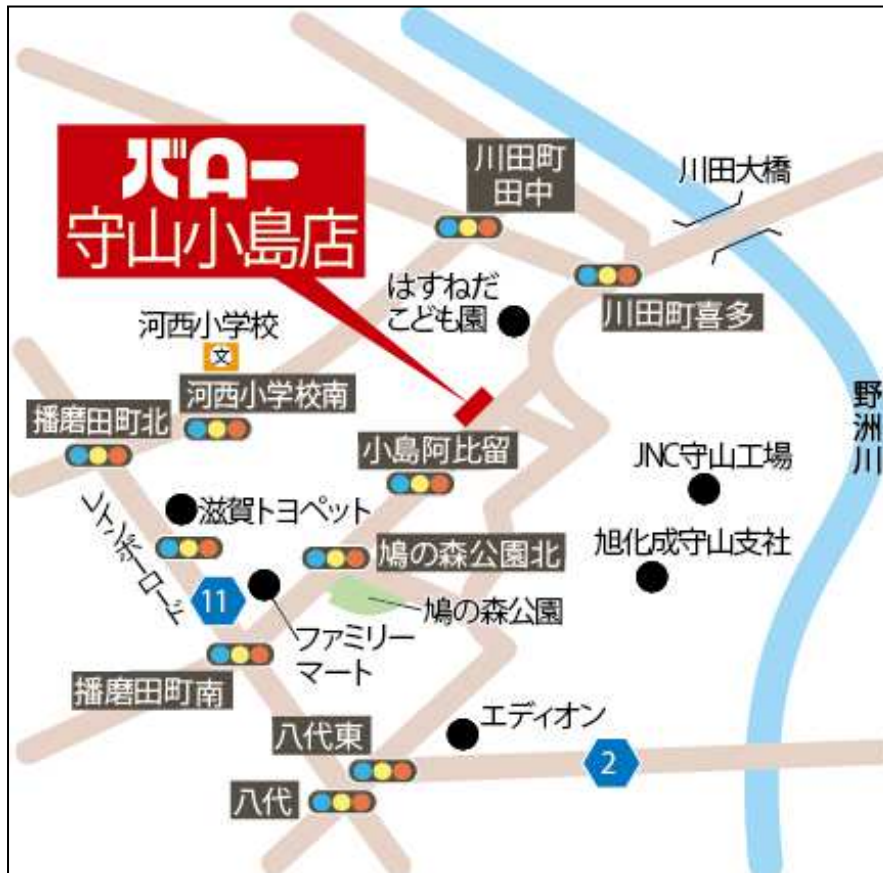 バロー
守山小島店
川田町
田中
川田大橋
はすねだ
こども園
川田町喜多
河西小学校
文
河西小学校南
播磨田町北
小島阿比留
野洲川
JNC守山工場
滋賀トヨペット
レインボーロード
旭化成守山支社
鳩の森公園北
11
鳩の森公園
ファミリー
マート
播磨田町南
エディオン
八代東
2
八代